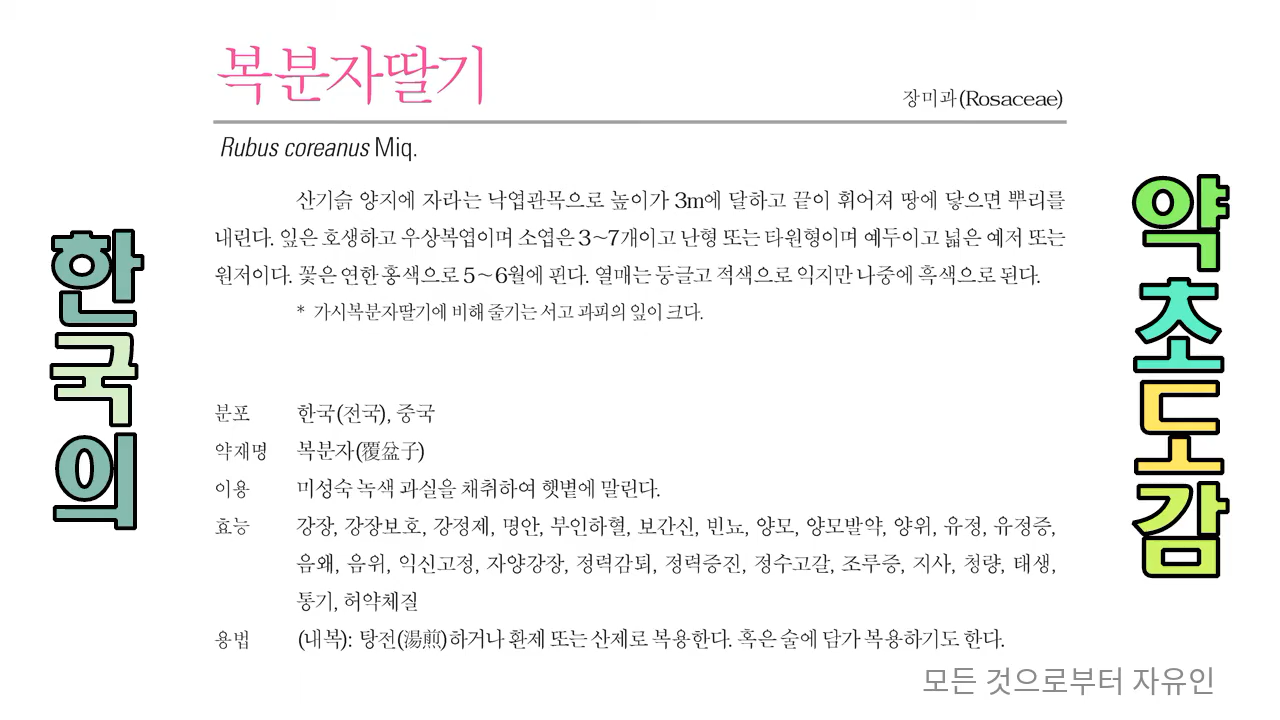 복분자딸기
장미과(Rosaceae)
Rubus coreanus Miq.
산기슭 양지에 자라는 낙엽관목으로 높이가 3m에 달하고 끝이 휘어져 땅에 닿으면 뿌리를
내린다. 잎은 호생하고 우상복엽이며 소엽은 3~7개이고 난형 또는 타원형이며 예두이고 넓은 예저 또는
원저이다. 꽃은 연한 홍색으로 5~6월에 핀다. 열매는 둥글고 적색으로 익지만 나중에 흑색으로 된다.
* 가시복분자딸기에 비해 줄기는 서고 과피의 잎이 크다.
분포 한국(전국), 중국
약재명 복분자(覆盆子)
이용 미성숙 녹색 과실을 채취하여 햇볕에 말린다.
효능 강장, 강장보호, 강정제, 명안, 부인하혈, 보간신, 빈뇨, 양모, 양모발약, 양위, 유정, 유정증,
음왜, 음위, 익신고정, 자양강장, 정력감퇴, 정력증진, 정수고갈, 조루증, 지사, 청량, 태생,
통기, 허약체질
용법 (내복): 탕전(湯煎)하거나 환제 또는 산제로 복용한다. 혹은 술에 담가 복용하기도 한다.
한국의
약초도감
모든 것으로부터 자유인